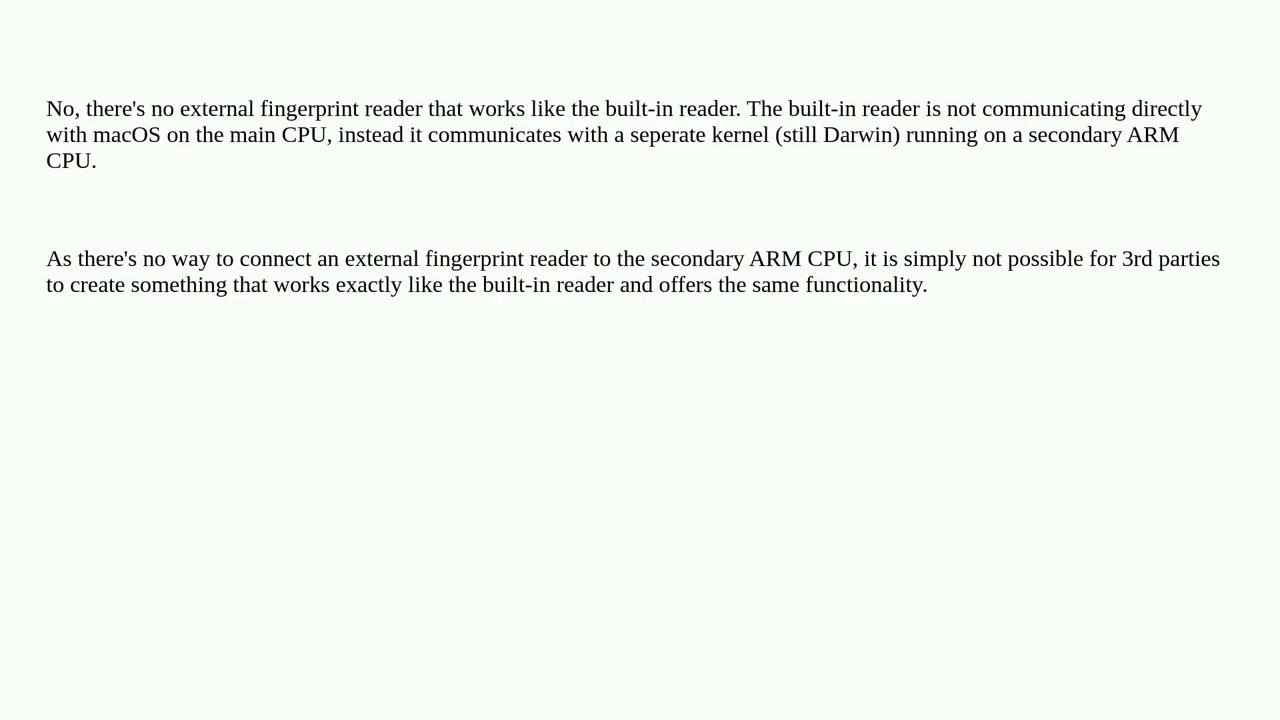 No, there's no external fingerprint reader that works like the built-in reader. The built-in reader is not communicating directly
with macOS on the main CPU, instead it communicates with a seperate kernel (still Darwin) running on a secondary ARM
CPU.
As there's no way to connect an external fingerprint reader to the secondary ARM CPU, it is simply not possible for 3rd parties
to create something that works exactly like the built-in reader and offers the same functionality.